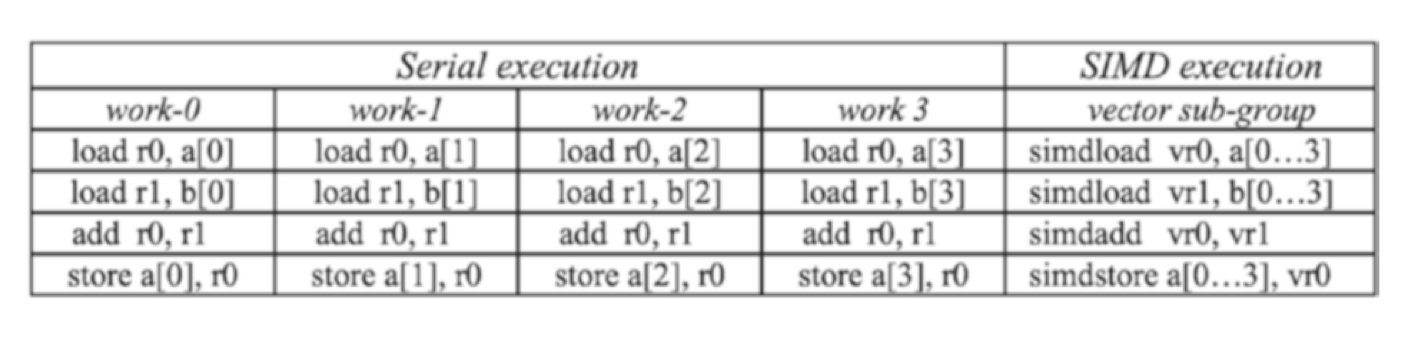 Serial execution SIMD execution
work-0 work-1 work-2 work 3 vector sub-group
load r0, a[0] load r0, a[1] load r0, a[2] load r0, a[3] simdload vr0, a[0...3]
load r1, b[0] load r1, b[1] load r1, b[2] load r1, b[3] simdload vr1, b[0...3]
add r0, r1 add r0, r1 add r0, r1 add r0, r1 simdadd vr0, vr1
store a[0], r0 store a[1], r0 store a[2], r0 store a[3], r0 simdstore a[0...3], vr0